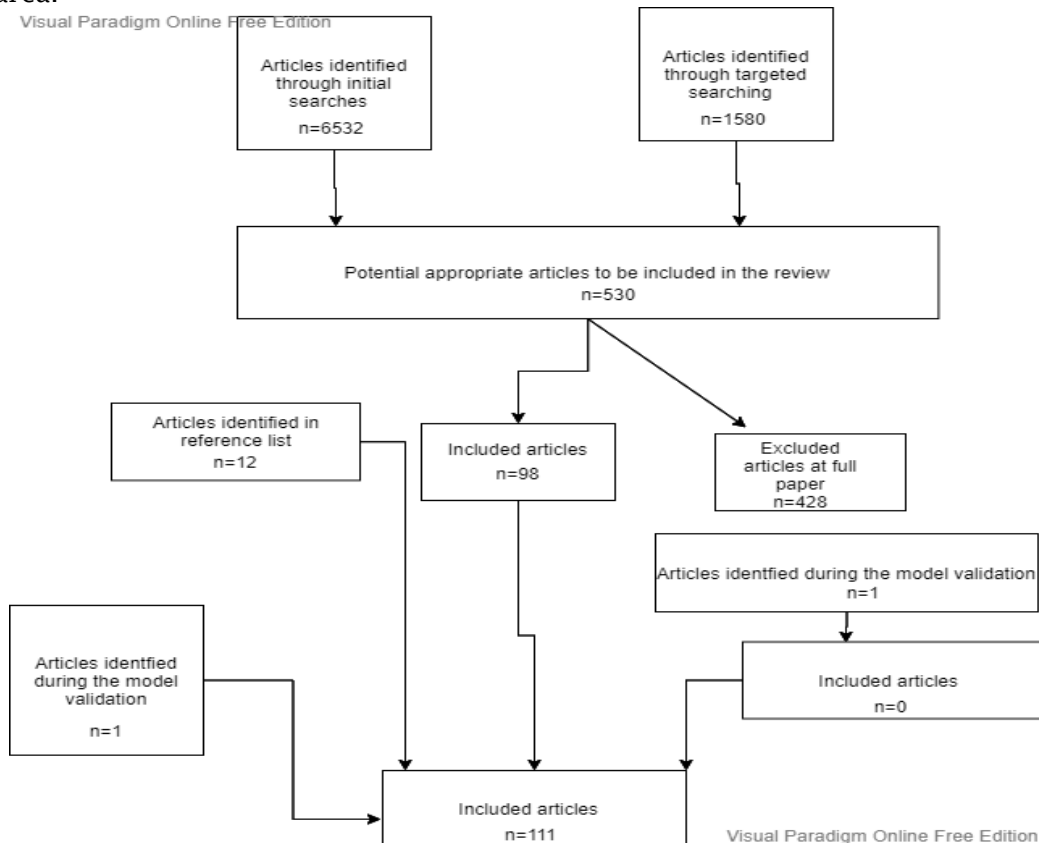 area.
Visual Paradigm Online Free Edition
Articles identified
through initial
searches
n=6532
Articles identified
through targeted
searching
n=1580
Potential appropriate articles to be included in the review
n=530
Articles identified in
reference list
n=12
Included articles
n=98
Excluded
articles at full
paper
n=428
Articles identfied during the model validation
n=1
Articles identfied
during the model
validation
n=1
Included articles
n=0
Included articles
n=111
Visual Paradigm Online Free Edition